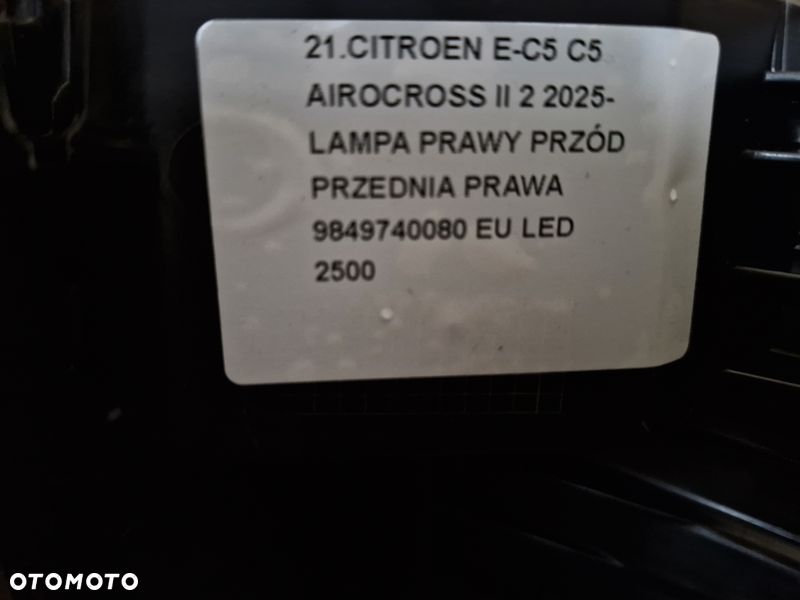 21.CITROEN E-C5 C5
AIROCROSS II 2 2025-
LAMPA PRAWY PRZÓD
PRZEDNIA PRAWA
9849740080 EU LED
2500
OTOMOTO